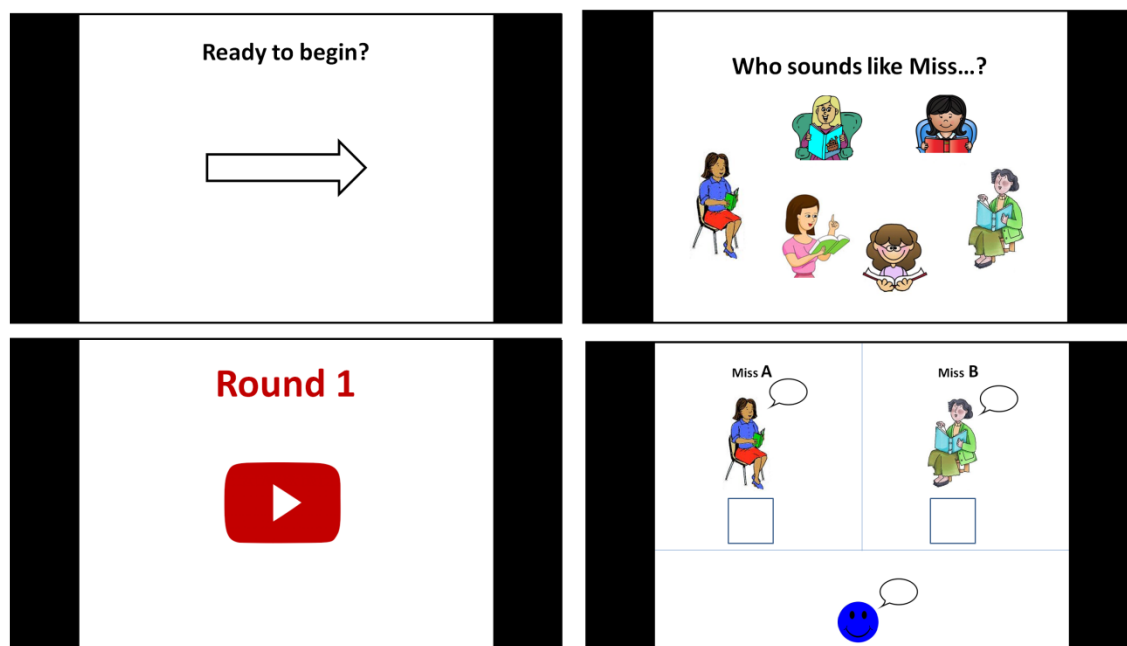 Ready to begin?
Who sounds like Miss...?
Round 1
Miss A
Miss B